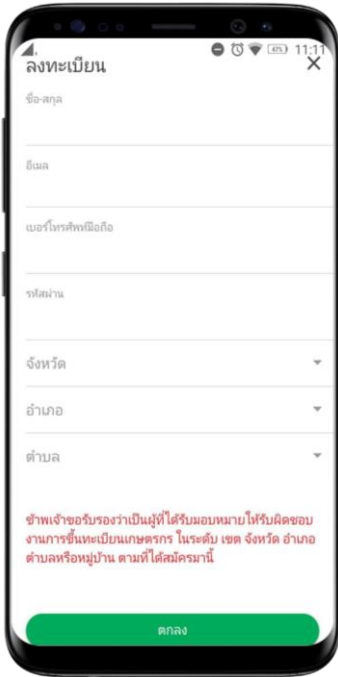 47% 11:11
ลงทะเบียน ×
ชื่อ-สกุล
อีเมล
เบอร์โทรศัพท์มือถือ
รหัสผ่าน
จังหวัด
อำเภอ
ตำบล
ข้าพเจ้าขอรับรองว่าเป็นผู้ที่ได้รับมอบหมายให้รับผิดชอบ
งานการขึ้นทะเบียนเกษตรกร ในระดับ เขต จังหวัด อำเภอ
ตำบลหรือหมู่บ้าน ตามที่ได้สมัครมานี้
ตกลง